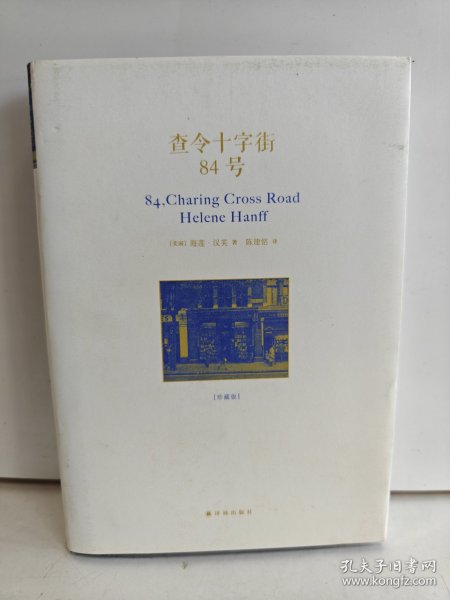 查令十字街
84 号
84, Charing Cross Road
Helene Hanff
[美国] 海莲·汉芙 著 陈建铭 译
[珍藏版]
译林出版社
孔夫子旧书网
www.kongfz.com